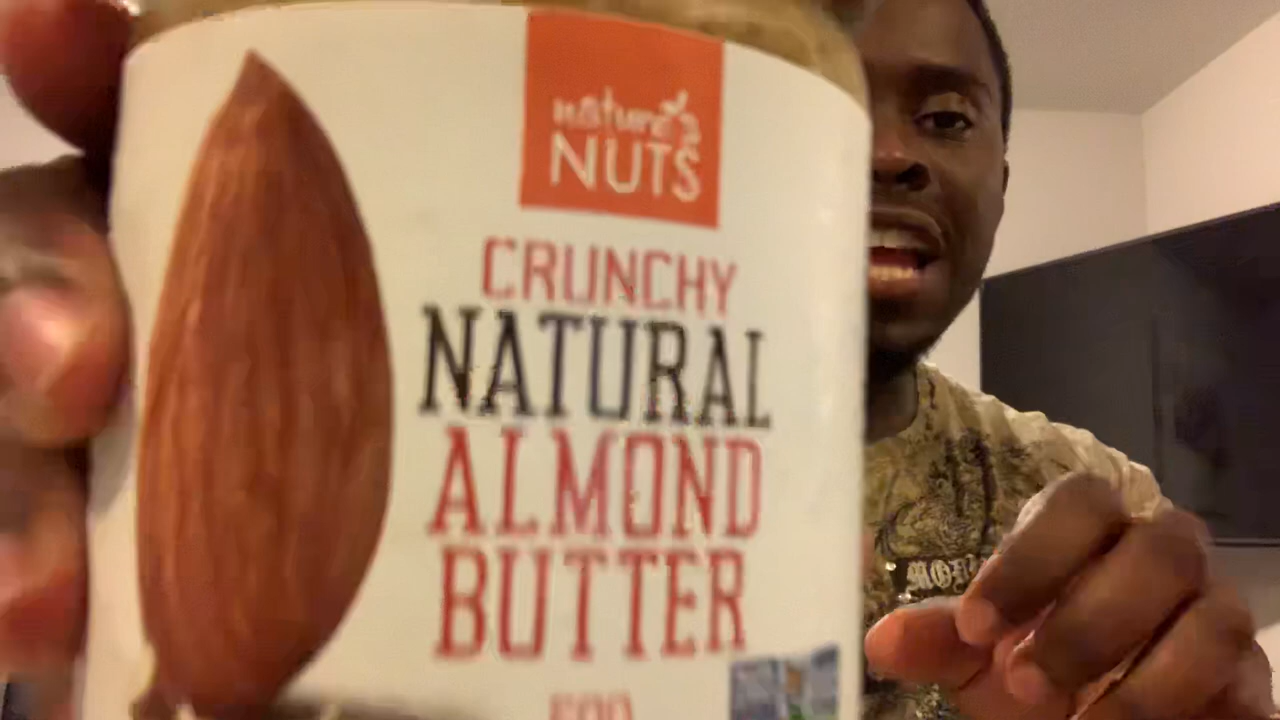 nature's
NUTS
CRUNCHY
NATURAL
ALMOND
BUTTER